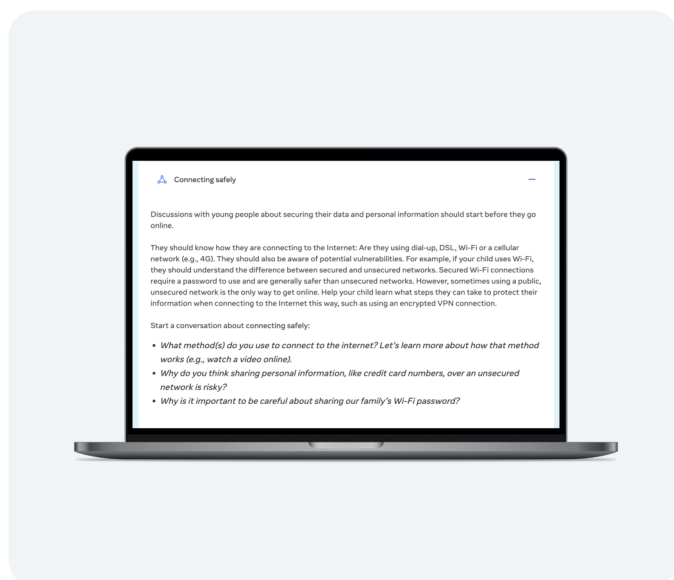 Connecting safely
Discussions with young people about securing their data and personal information should start before they go
online.
They should know how they are connecting to the Internet: Are they using dial-up, DSL, Wi-Fi or a cellular
network (e.g., 4G). They should also be aware of potential vulnerabilities. For example, if your child uses Wi-Fi,
they should understand the difference between secured and unsecured networks. Secured Wi-Fi connections
require a password to use and are generally safer than unsecured networks. However, sometimes using a public,
unsecured network is the only way to get online. Help your child learn what steps they can take to protect their
information when connecting to the Internet this way, such as using an encrypted VPN connection.
Start a conversation about connecting safely:
• What method(s) do you use to connect to the internet? Let's learn more about how that method
works (e.g., watch a video online).
• Why do you think sharing personal information, like credit card numbers, over an unsecured
network is risky?
• Why is it important to be careful about sharing our family's Wi-Fi password?